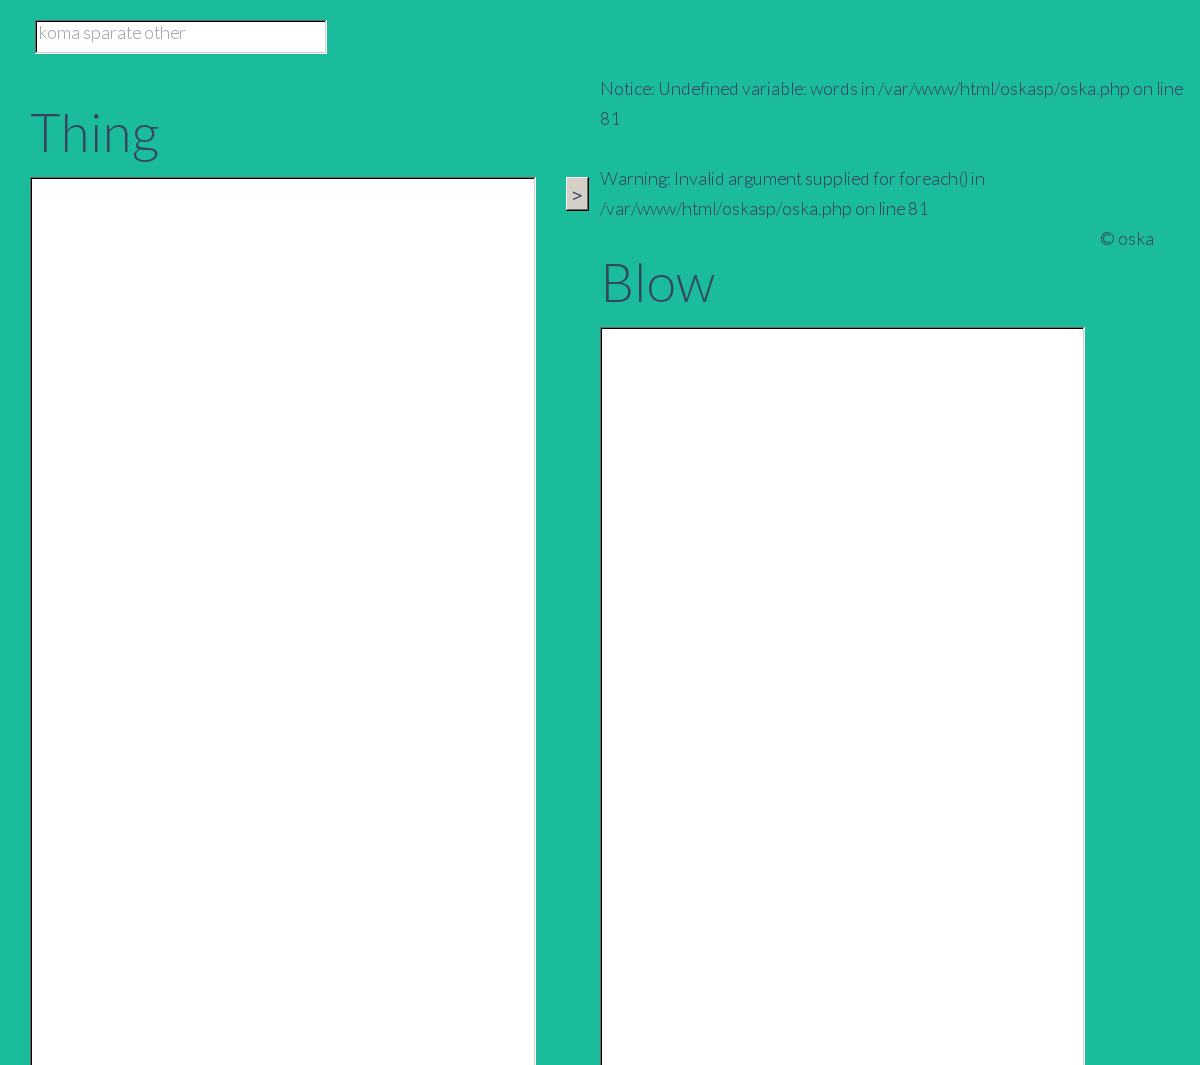 koma sparate other
Thing
>
Notice: Undefined variable: words in /var/www/html/oskasp/oska.php on line
81
Warning: Invalid argument supplied for foreach() in
/var/www/html/oskasp/oska.php on line 81
© oska
Blow